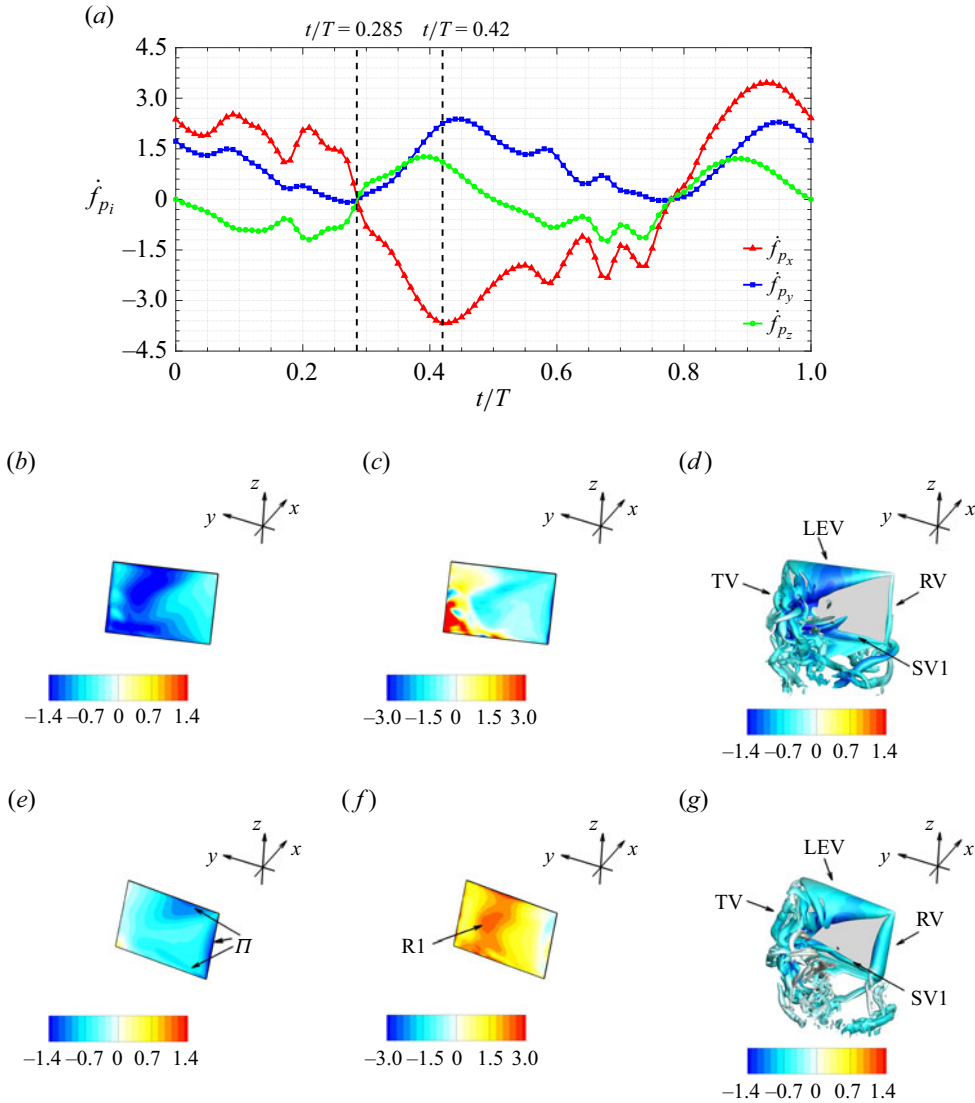 (a)
t/T = 0.285 t/T = 0.42
4.5
3.0
1.5
0
−1.5
−3.0
−4.5
ḟ_{p_i}
ḟ_{p_x}
ḟ_{p_y}
ḟ_{p_z}
0 0.2 0.4 0.6 0.8 1.0
t/T
(b)
z
y x
−1.4 −0.7 0 0.7 1.4
(c)
z
y x
−3.0 −1.5 0 1.5 3.0
(d)
z
y x
LEV
TV
RV
SV1
−1.4 −0.7 0 0.7 1.4
(e)
z
y x
Π
−1.4 −0.7 0 0.7 1.4
(f)
z
y x
R1
−3.0 −1.5 0 1.5 3.0
(g)
z
y x
LEV
TV
RV
SV1
−1.4 −0.7 0 0.7 1.4